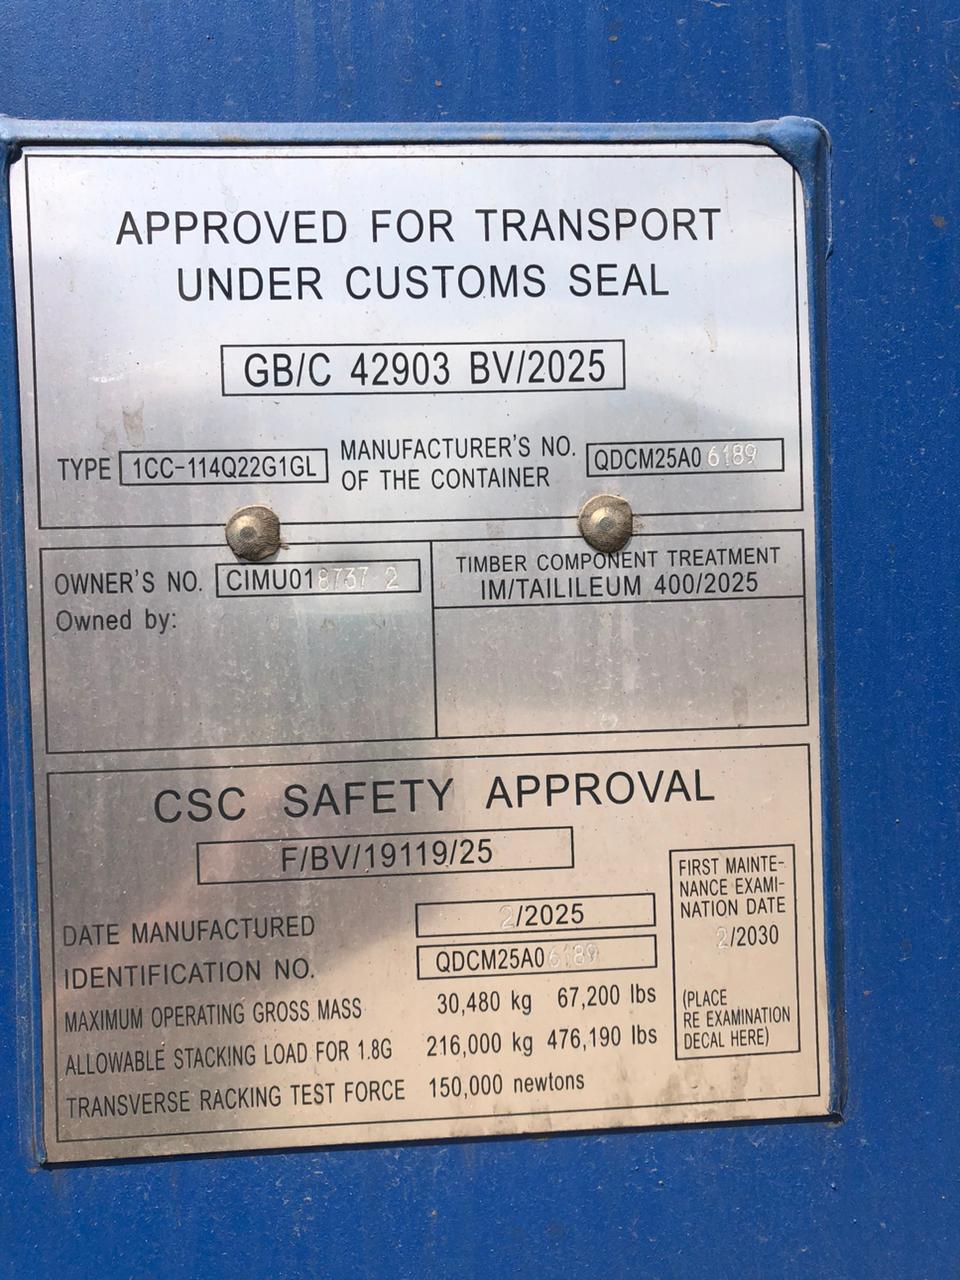 APPROVED FOR TRANSPORT
UNDER CUSTOMS SEAL
GB/C 42903 BV/2025
TYPE 1CC-114Q22G1GL
MANUFACTURER'S NO.
OF THE CONTAINER
QDCM25A06189
OWNER'S NO. CIMU018737 2
Owned by:
TIMBER COMPONENT TREATMENT
IM/TAILILEUM 400/2025
CSC SAFETY APPROVAL
F/BV/19119/25
DATE MANUFACTURED 2/2025
IDENTIFICATION NO. QDCM25A06189
MAXIMUM OPERATING GROSS MASS 30,480 kg 67,200 lbs
ALLOWABLE STACKING LOAD FOR 1.8G 216,000 kg 476,190 lbs
TRANSVERSE RACKING TEST FORCE 150,000 newtons
FIRST MAINTE-
NANCE EXAMI-
NATION DATE
2/2030
(PLACE
RE EXAMINATION
DECAL HERE)